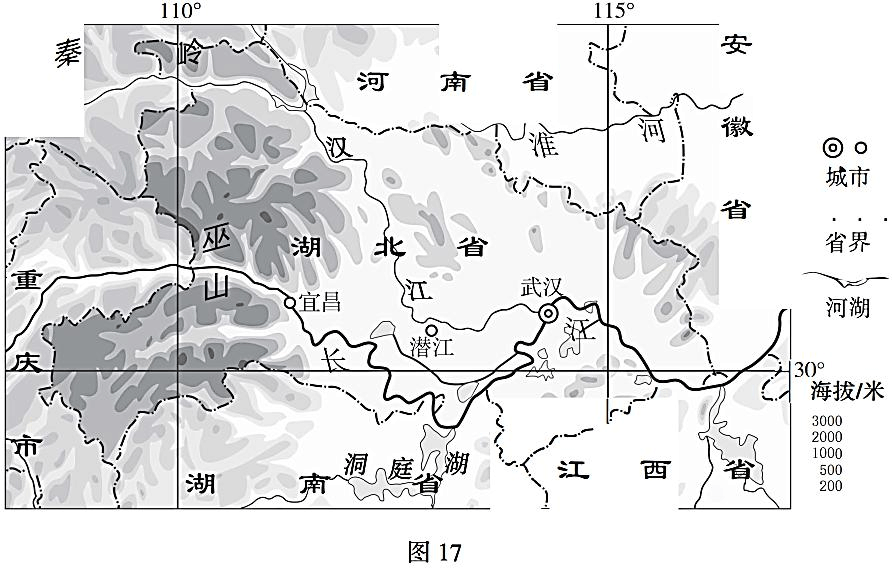 110°
115°
秦
岭
河南省
安徽省
汉
江
淮
河
巫
山
湖北省
重庆市
宜昌
武汉
潜江
长
江
30°
洞庭湖
湖南省
江西省
城市
省界
河湖
海拔/米
3000
2000
1000
500
200
图 17